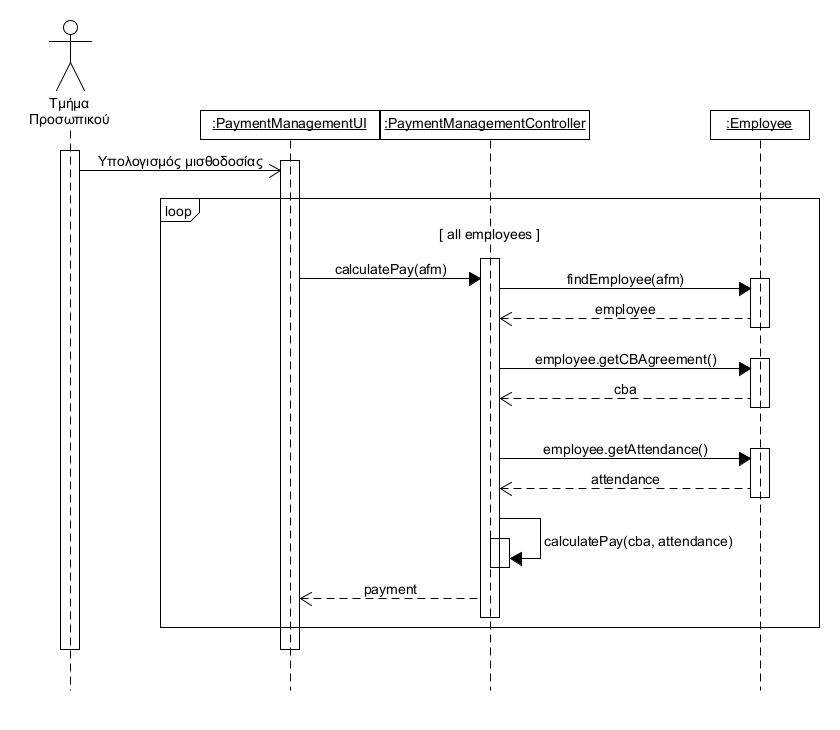 Τμήμα
Προσωπικού
:PaymentManagementUI
:PaymentManagementController
:Employee
Υπολογισμός μισθοδοσίας
loop
[ all employees ]
calculatePay(afm)
findEmployee(afm)
employee
employee.getCBAgreement()
cba
employee.getAttendance()
attendance
calculatePay(cba, attendance)
payment